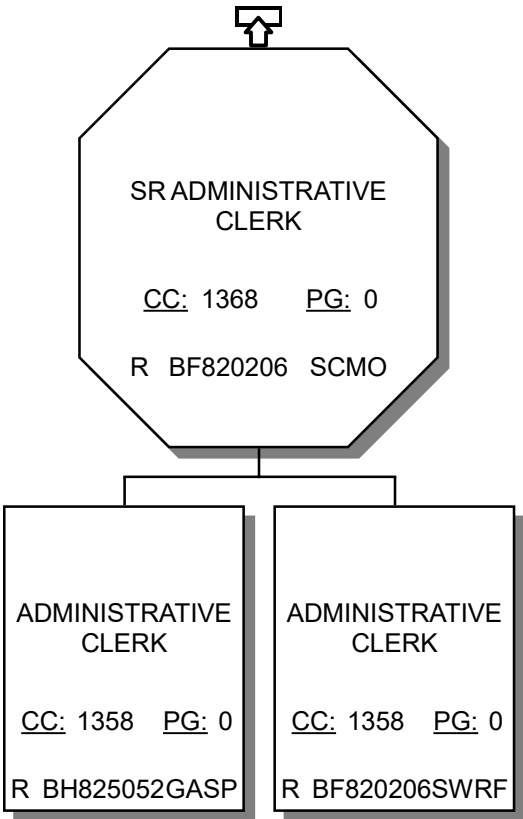 SR ADMINISTRATIVE
CLERK
CC: 1368 PG: 0
R BF820206 SCMO
ADMINISTRATIVE
CLERK
CC: 1358 PG: 0
R BH825052GASP
ADMINISTRATIVE
CLERK
CC: 1358 PG: 0
R BF820206SWRF